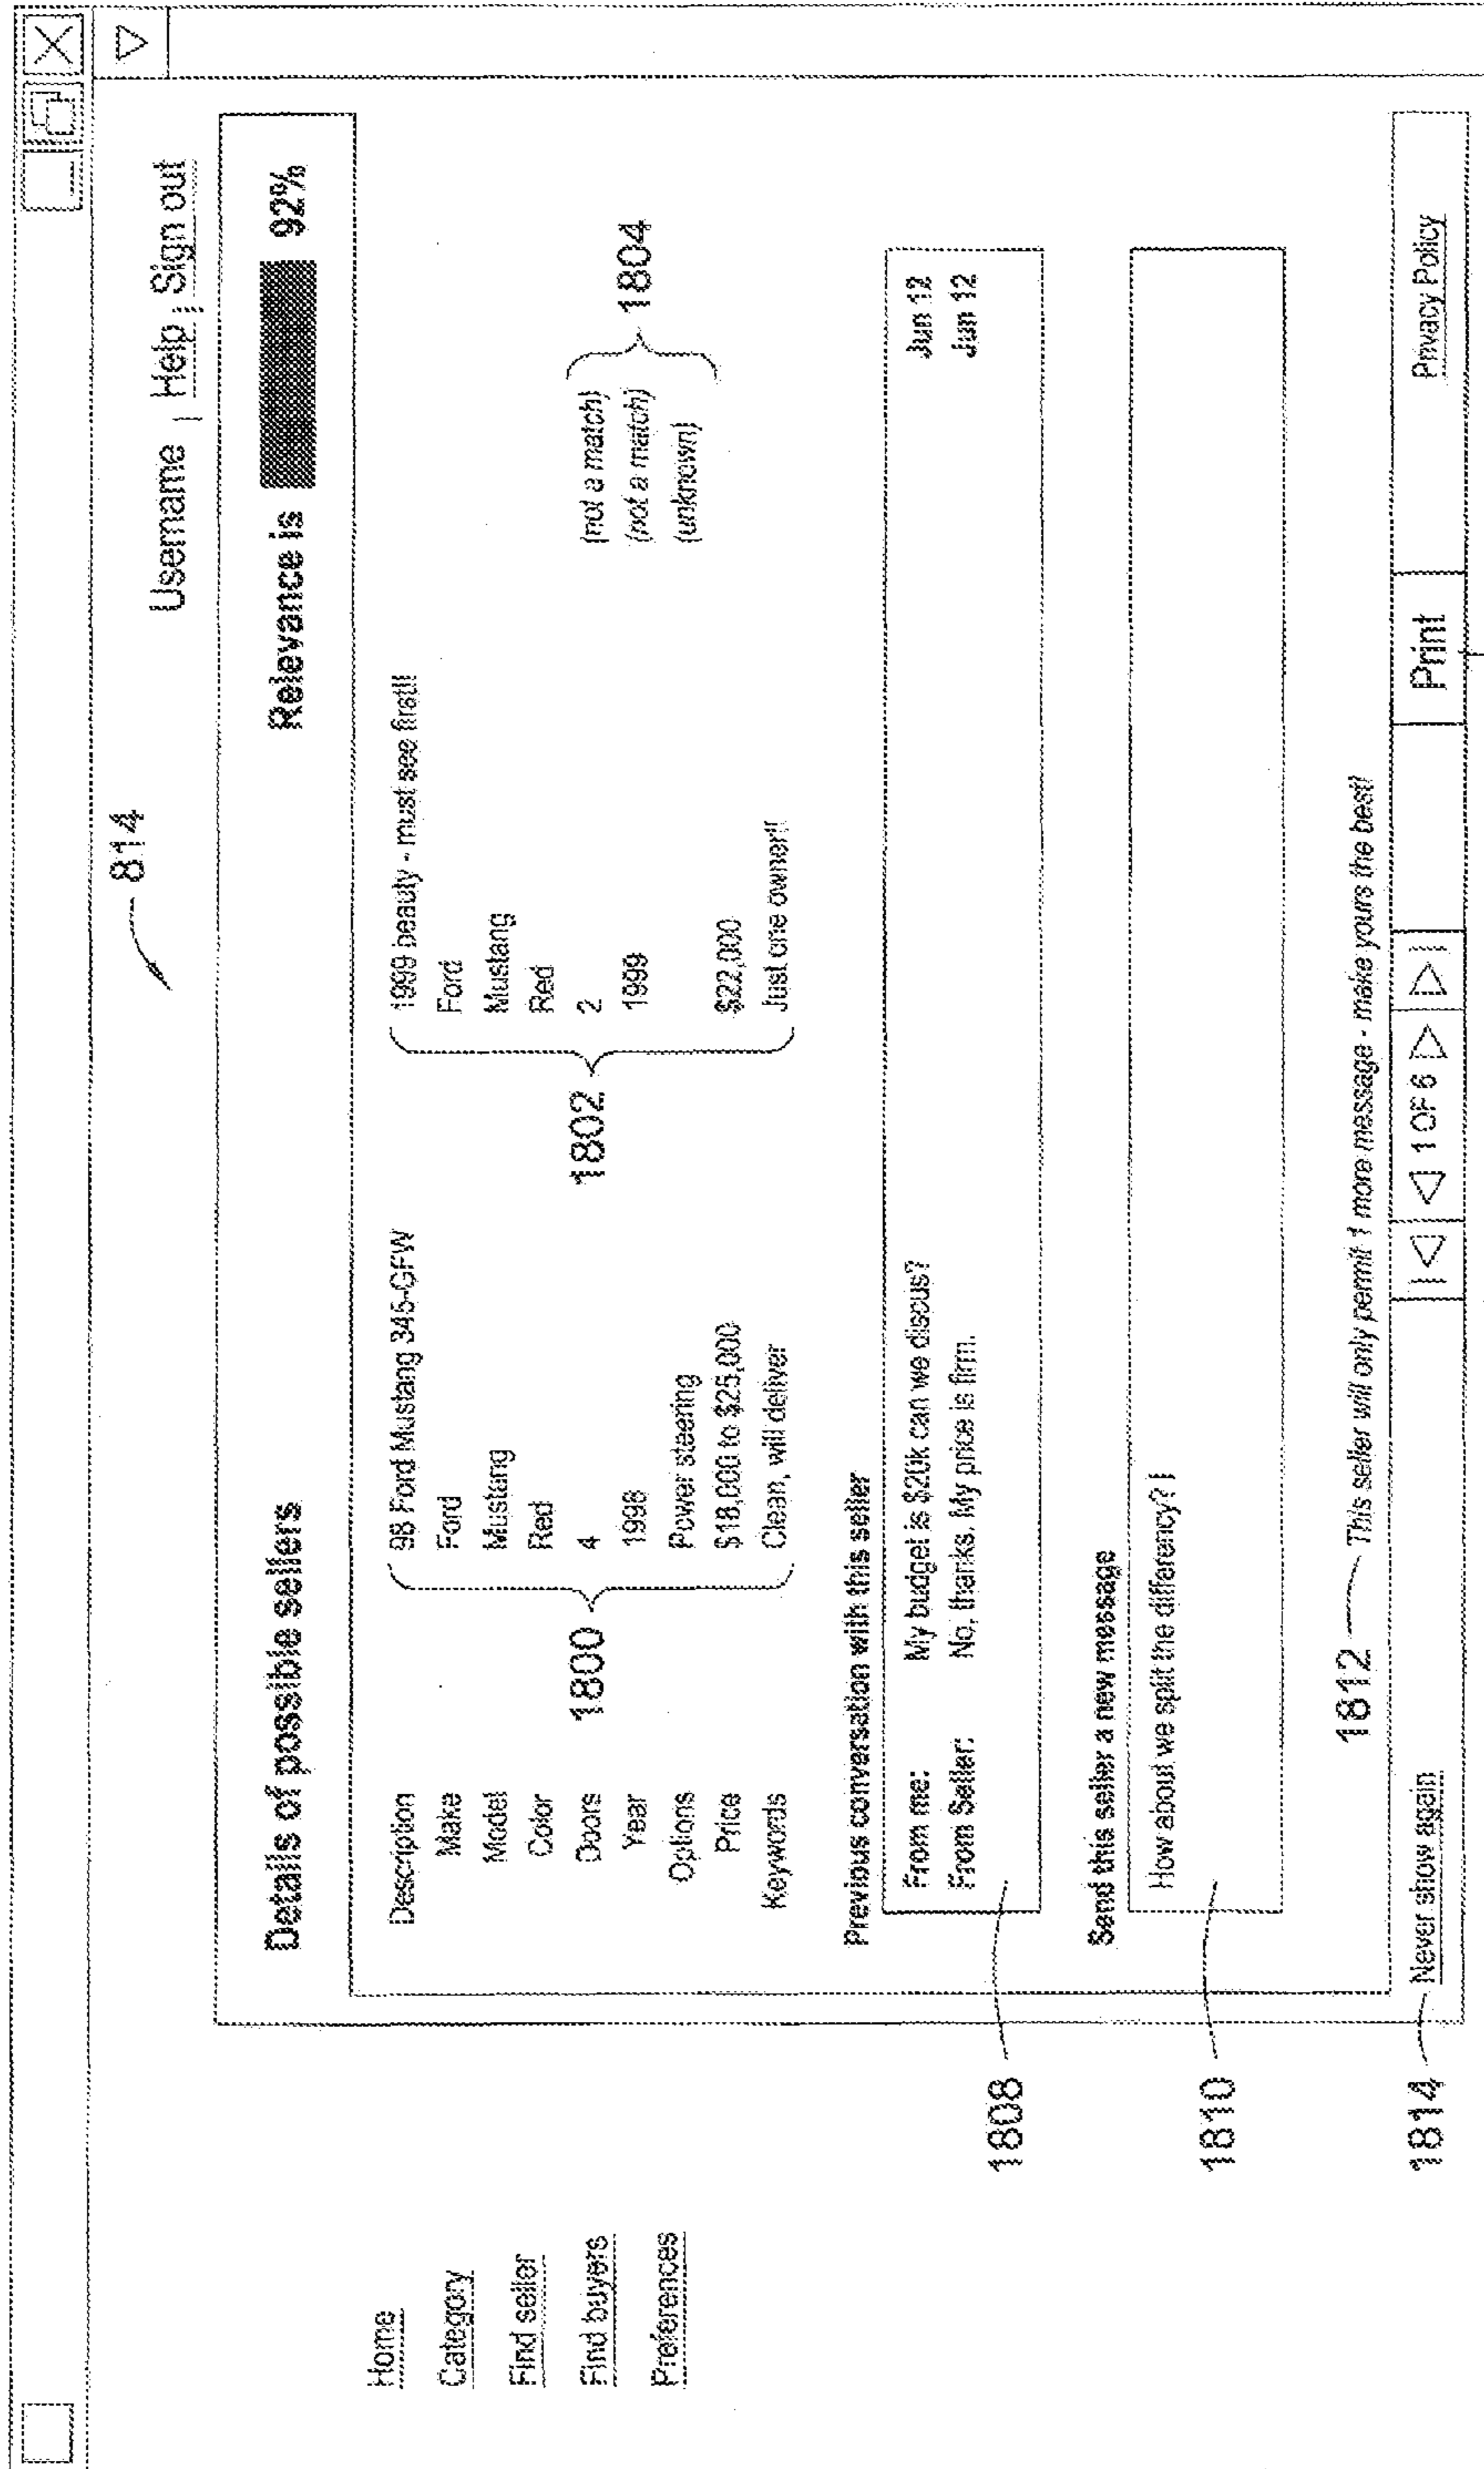 814
Username | Help | Sign out
Home
Category
Find seller
Find buyers
Preferences
Details of possible sellers Relevance is 92%
Description 98 Ford Mustang 345-GFW 1999 beauty - must see first!!
Make Ford Ford
Model Mustang Mustang
Color Red Red
Doors 1800 4 1802 2 (not a match) 1804
Year 1998 1999 (not a match)
Options Power steering (unknown)
Price $18,000 to $25,000 $22,000
Keywords Clean, will deliver Just one owner!!
Previous conversation with this seller
From me: My budget is $20k can we discus? Jun 12
From Seller: No, thanks. My price is firm. Jun 12
1808
Send this seller a new message
How about we split the differency?
1810
1812 This seller will only permit 1 more message - make yours the best!
1814 Never show again 1 OF 6 Print Privacy Policy